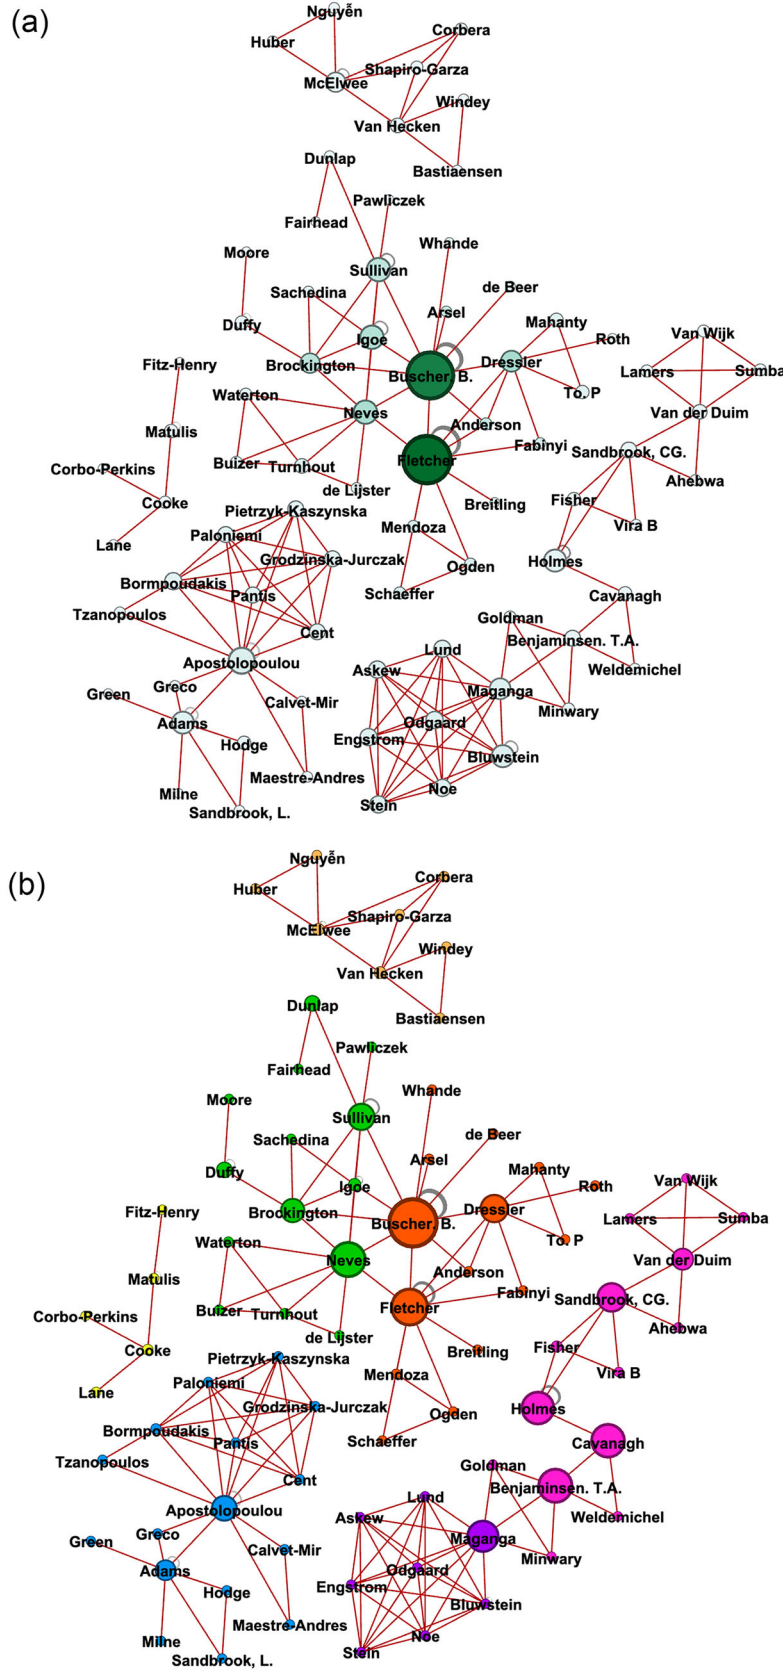 (a)
Nguyễn
Huber
Corbera
Shapiro-Garza
McElwee
Windey
Van Hecken
Dunlap
Bastiaensen
Pawliczek
Fairhead
Whande
Moore
Sullivan
de Beer
Sachedina
Arsel
Mahanty
Duffy
Igoe
Roth
Van Wijk
Fitz-Henry
Brockington
Buscher, B.
Dressler
Lamers
Sumba
Waterton
To. P
Neves
Van der Duim
Matulis
Anderson
Fabinyi
Sandbrook, CG.
Buizer
Turnhout
Fletcher
Corbo-Perkins
Ahebwa
de Lijster
Cooke
Fisher
Breitling
Pietrzyk-Kaszynska
Vira B
Paloniemi
Mendoza
Lane
Grodzinska-Jurczak
Holmes
Ogden
Bormpoudakis
Pantis
Schaeffer
Cavanagh
Tzanopoulos
Goldman
Cent
Benjaminsen. T.A.
Lund
Apostolopoulou
Askew
Weldemichel
Greco
Maganga
Green
Calvet-Mir
Minwary
Adams
Odgaard
Engstrom
Hodge
Bluwstein
Maestre-Andres
Noe
Milne
Stein
Sandbrook, L.
(b)
Nguyễn
Corbera
Huber
Shapiro-Garza
McElwee
Windey
Van Hecken
Dunlap
Bastiaensen
Pawliczek
Fairhead
Whande
Moore
Sullivan
de Beer
Sachedina
Arsel
Mahanty
Duffy
Van Wijk
Igoe
Roth
Fitz-Henry
Brockington
Dressler
Lamers
Sumba
Buscher, B.
Waterton
To. P
Neves
Van der Duim
Matulis
Anderson
Fabinyi
Sandbrook, CG.
Buizer
Turnhout
Fletcher
Corbo-Perkins
Ahebwa
de Lijster
Cooke
Fisher
Breitling
Pietrzyk-Kaszynska
Vira B
Paloniemi
Mendoza
Lane
Grodzinska-Jurczak
Holmes
Ogden
Bormpoudakis
Pantis
Schaeffer
Cavanagh
Tzanopoulos
Goldman
Cent
Benjaminsen. T.A.
Lund
Apostolopoulou
Askew
Weldemichel
Greco
Maganga
Green
Calvet-Mir
Minwary
Adams
Odgaard
Engstrom
Hodge
Bluwstein
Maestre-Andres
Noe
Milne
Stein
Sandbrook, L.